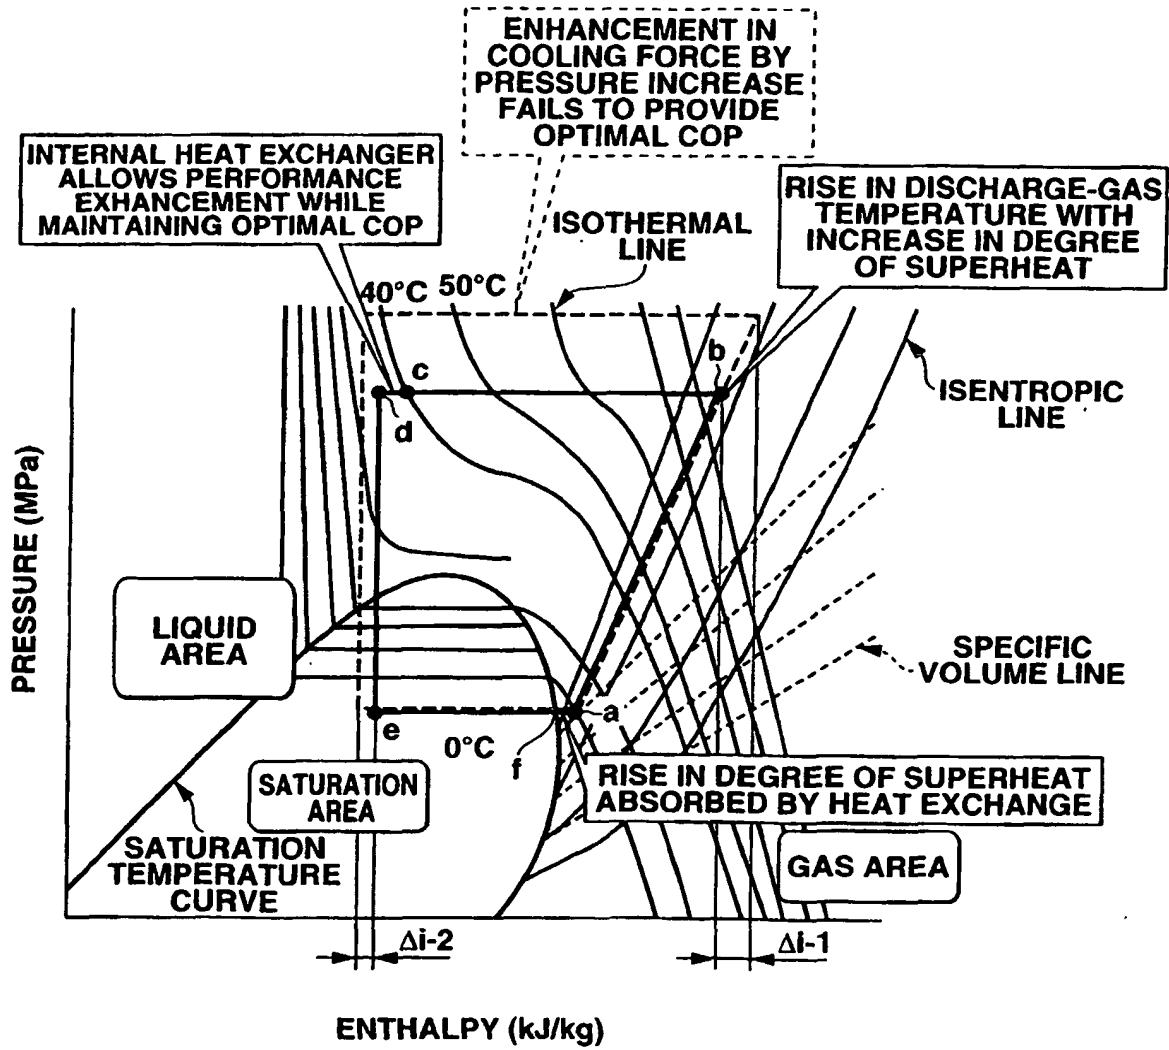 ENHANCEMENT IN
COOLING FORCE BY
PRESSURE INCREASE
FAILS TO PROVIDE
OPTIMAL COP
INTERNAL HEAT EXCHANGER
ALLOWS PERFORMANCE
EXHANCEMENT WHILE
MAINTAINING OPTIMAL COP
RISE IN DISCHARGE-GAS
TEMPERATURE WITH
INCREASE IN DEGREE
OF SUPERHEAT
ISOTHERMAL
LINE
40°C
50°C
b
c
d
ISENTROPIC
LINE
PRESSURE (MPa)
LIQUID
AREA
SPECIFIC
VOLUME LINE
a
e
0°C
f
SATURATION
AREA
RISE IN DEGREE OF SUPERHEAT
ABSORBED BY HEAT EXCHANGE
SATURATION
TEMPERATURE
CURVE
GAS AREA
Δi-2
Δi-1
ENTHALPY (kJ/kg)